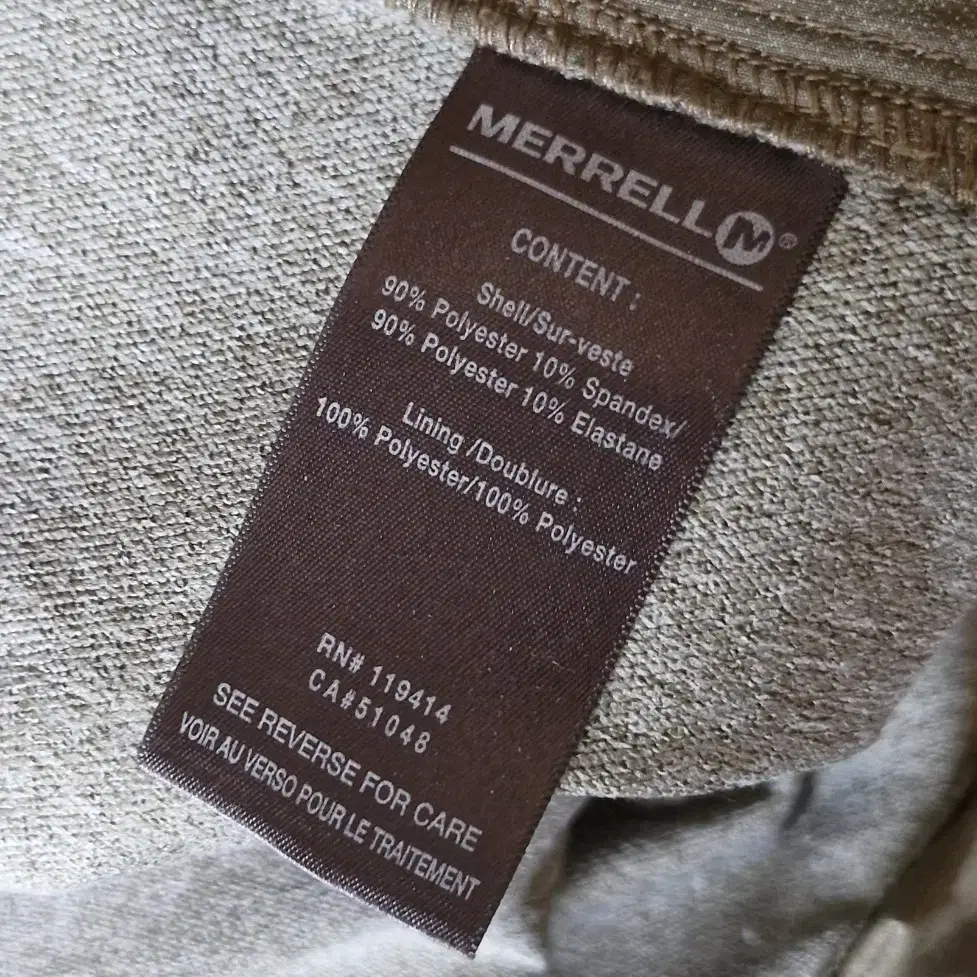 MERRELL M®
CONTENT :
Shell/Sur-veste
90% Polyester 10% Spandex/
90% Polyester 10% Elastane
Lining /Doublure :
100% Polyester/100% Polyester
RN# 119414
CA#51048
SEE REVERSE FOR CARE
VOIR AU VERSO POUR LE TRAITEMENT